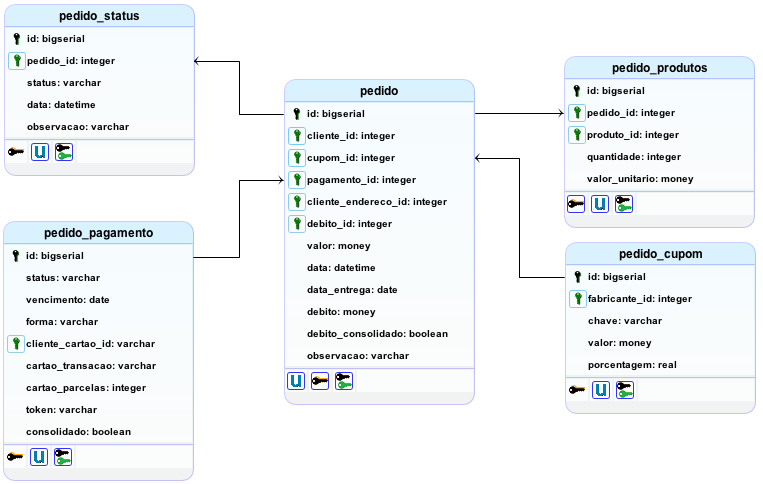 pedido_status
id: bigserial
pedido_id: integer
status: varchar
data: datetime
observacao: varchar
pedido_pagamento
id: bigserial
status: varchar
vencimento: date
forma: varchar
cliente_cartao_id: varchar
cartao_transacao: varchar
cartao_parcelas: integer
token: varchar
consolidado: boolean
pedido
id: bigserial
cliente_id: integer
cupom_id: integer
pagamento_id: integer
cliente_endereco_id: integer
debito_id: integer
valor: money
data: datetime
data_entrega: date
debito: money
debito_consolidado: boolean
observacao: varchar
pedido_produtos
id: bigserial
pedido_id: integer
produto_id: integer
quantidade: integer
valor_unitario: money
pedido_cupom
id: bigserial
fabricante_id: integer
chave: varchar
valor: money
porcentagem: real